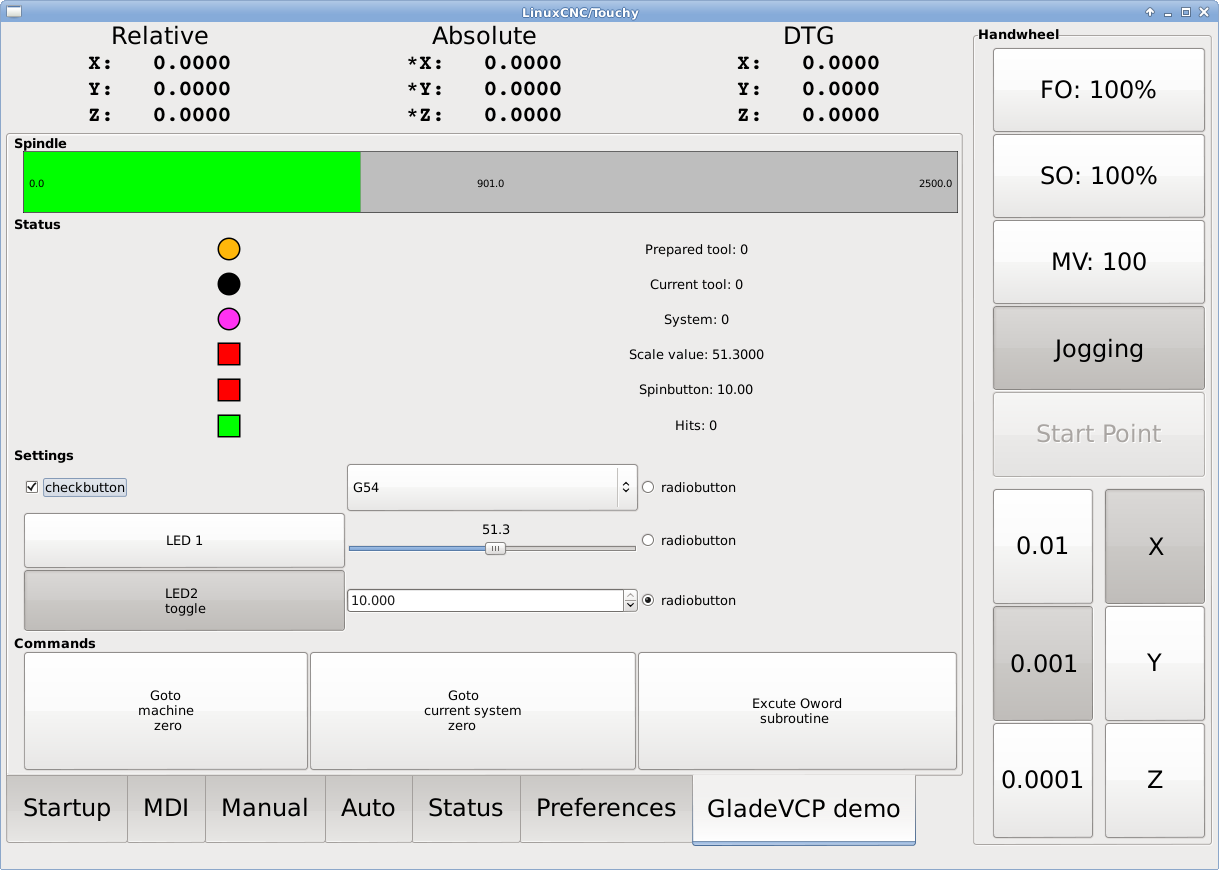 LinuxCNC/Touchy
Relative
Absolute
DTG
X: 0.0000
*X: 0.0000
X: 0.0000
Y: 0.0000
*Y: 0.0000
Y: 0.0000
Z: 0.0000
*Z: 0.0000
Z: 0.0000
Spindle
0.0
901.0
2500.0
Status
Prepared tool: 0
Current tool: 0
System: 0
Scale value: 51.3000
Spinbutton: 10.00
Hits: 0
Settings
checkbutton
G54
radiobutton
LED 1
51.3
radiobutton
LED2
toggle
10.000
radiobutton
Commands
Goto
machine
zero
Goto
current system
zero
Excute Oword
subroutine
Startup
MDI
Manual
Auto
Status
Preferences
GladeVCP demo
Handwheel
FO: 100%
SO: 100%
MV: 100
Jogging
Start Point
0.01
X
0.001
Y
0.0001
Z